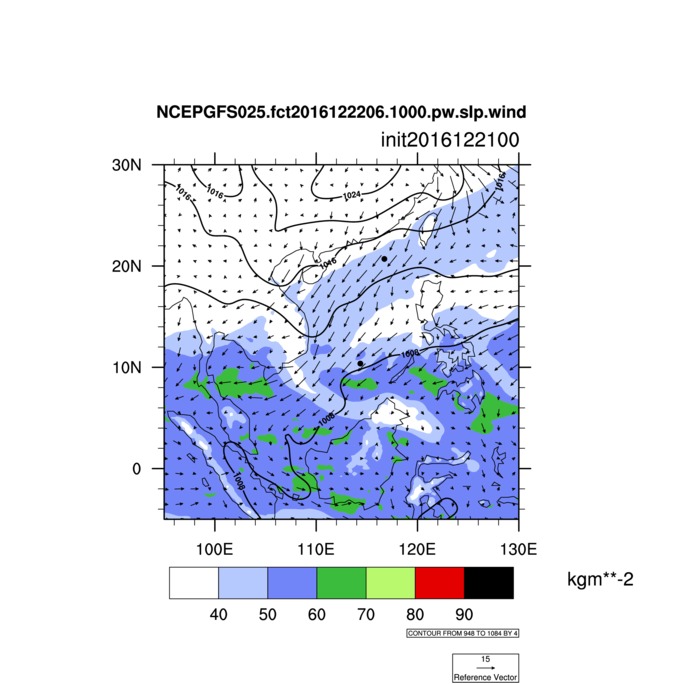 NCEPGFS025.fct2016122206.1000.pw.slp.wind
init2016122100
30N
20N
10N
0
1016
1016
1024
1016
1016
1008
1008
1008
100E 110E 120E 130E
40 50 60 70 80 90
kgm**-2
CONTOUR FROM 948 TO 1084 BY 4
15
Reference Vector